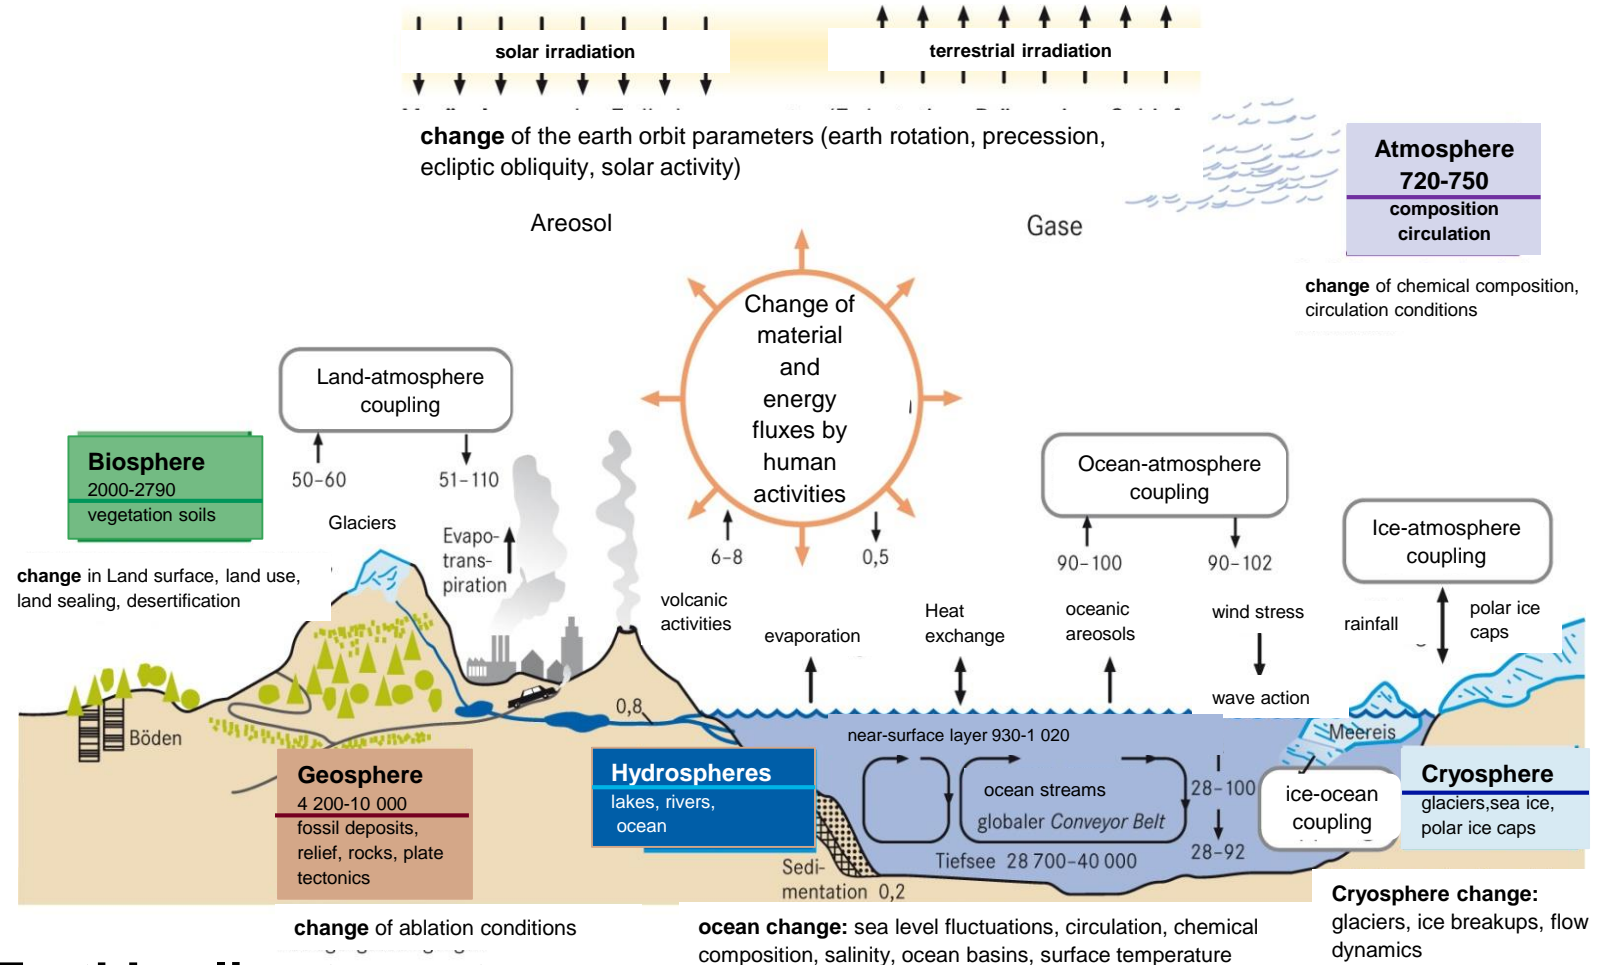 solar irradiation
terrestrial irradiation
change of the earth orbit parameters (earth rotation, precession,
ecliptic obliquity, solar activity)
Atmosphere
720-750
composition
circulation
change of chemical composition,
circulation conditions
Areosol
Gase
Change of
material
and
energy
fluxes by
human
activities
Land-atmosphere
coupling
50–60
51–110
Biosphere
2000-2790
vegetation soils
change in Land surface, land use,
land sealing, desertification
Glaciers
Evapo-
trans-
piration
6–8
0,5
volcanic
activities
evaporation
Heat
exchange
Ocean-atmosphere
coupling
90–100
90–102
oceanic
areosols
wind stress
wave action
Ice-atmosphere
coupling
rainfall
polar ice
caps
Böden
0,8
Meereis
Geosphere
4 200-10 000
fossil deposits,
relief, rocks, plate
tectonics
change of ablation conditions
Hydrospheres
lakes, rivers,
ocean
near-surface layer 930-1 020
ocean streams
globaler Conveyor Belt
28–100
28–92
Tiefsee 28 700–40 000
Sedi-
mentation 0,2
ice-ocean
coupling
Cryosphere
glaciers,sea ice,
polar ice caps
Cryosphere change:
glaciers, ice breakups, flow
dynamics
ocean change: sea level fluctuations, circulation, chemical
composition, salinity, ocean basins, surface temperature